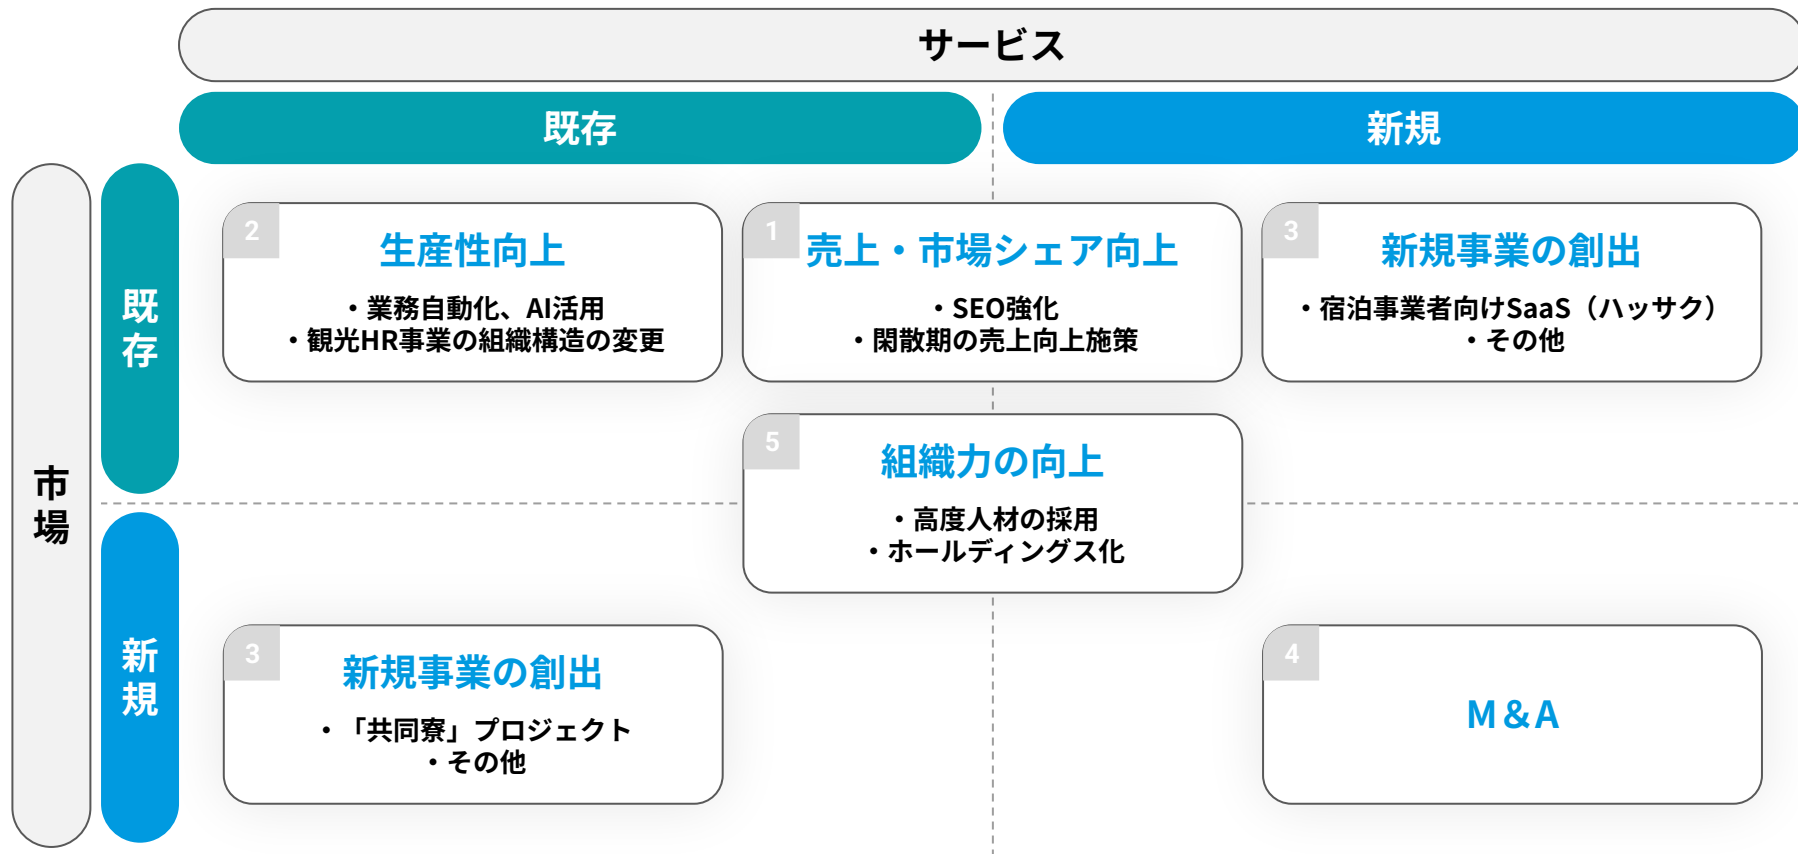 サービス
既存
新規
市場
既存
新規
2
生産性向上
・業務自動化、AI活用
・観光HR事業の組織構造の変更
1
売上・市場シェア向上
・SEO強化
・閑散期の売上向上施策
3
新規事業の創出
・宿泊事業者向けSaaS（ハッサク）
・その他
5
組織力の向上
・高度人材の採用
・ホールディングス化
3
新規事業の創出
・「共同寮」プロジェクト
・その他
4
M＆A